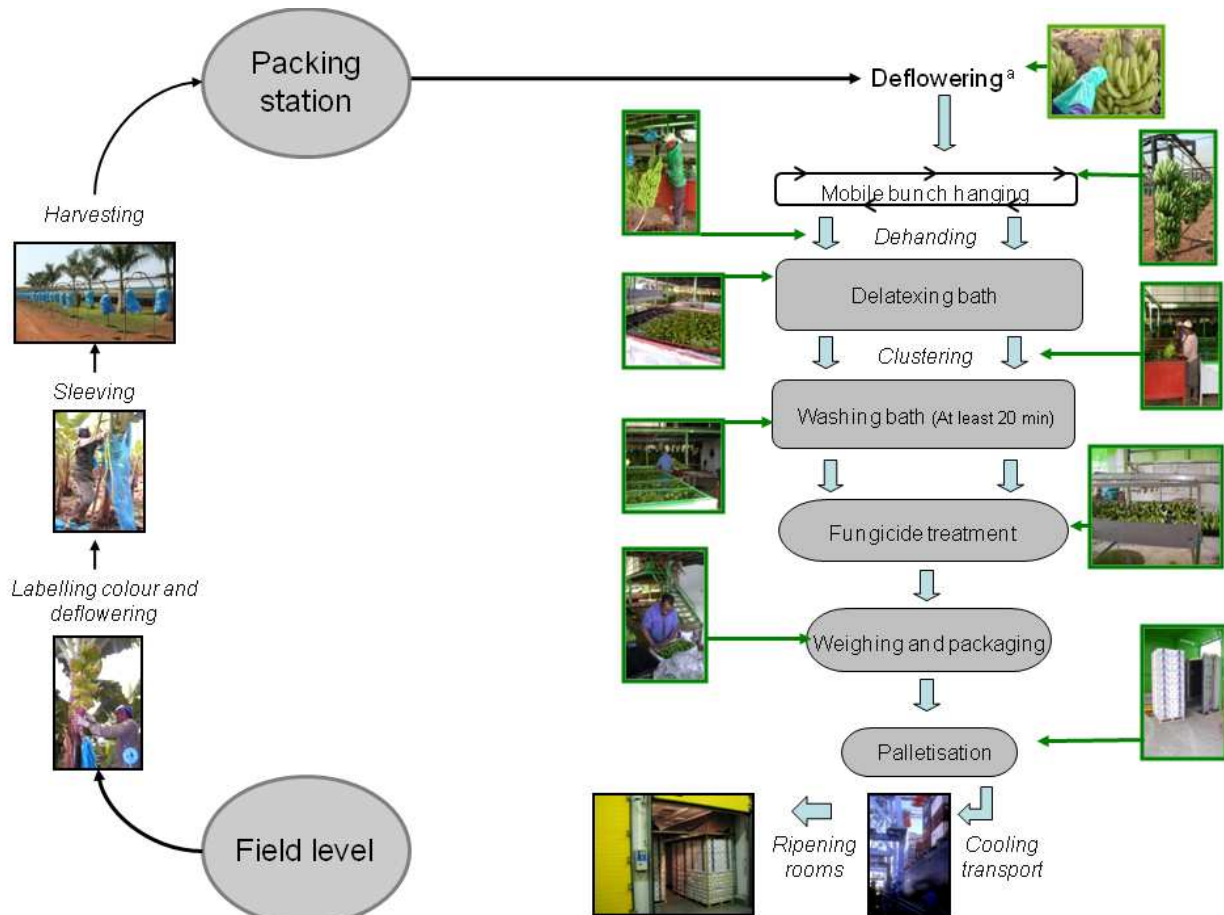 Packing
station
Deflowering a
Mobile bunch hanging
Harvesting
Dehanding
Delatexing bath
Clustering
Sleeving
Washing bath (At least 20 min)
Fungicide treatment
Labelling colour and
deflowering
Weighing and packaging
Palletisation
Field level
Ripening
rooms
Cooling
transport